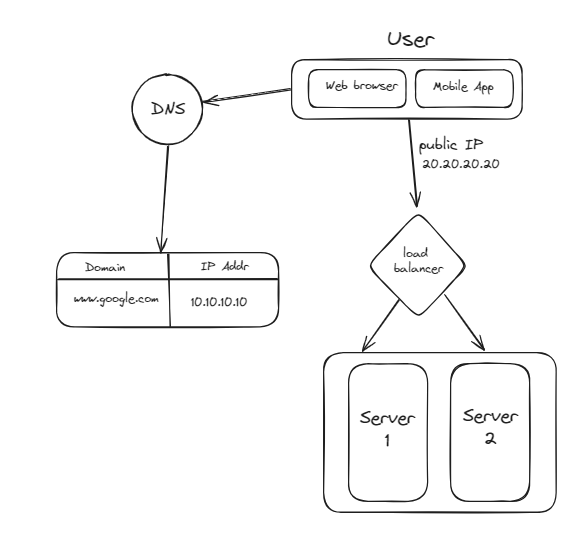 User
Web browser
Mobile App
DNS
public IP
20.20.20.20
load
balancer
Domain
IP Addr
www.google.com
10.10.10.10
Server
1
Server
2